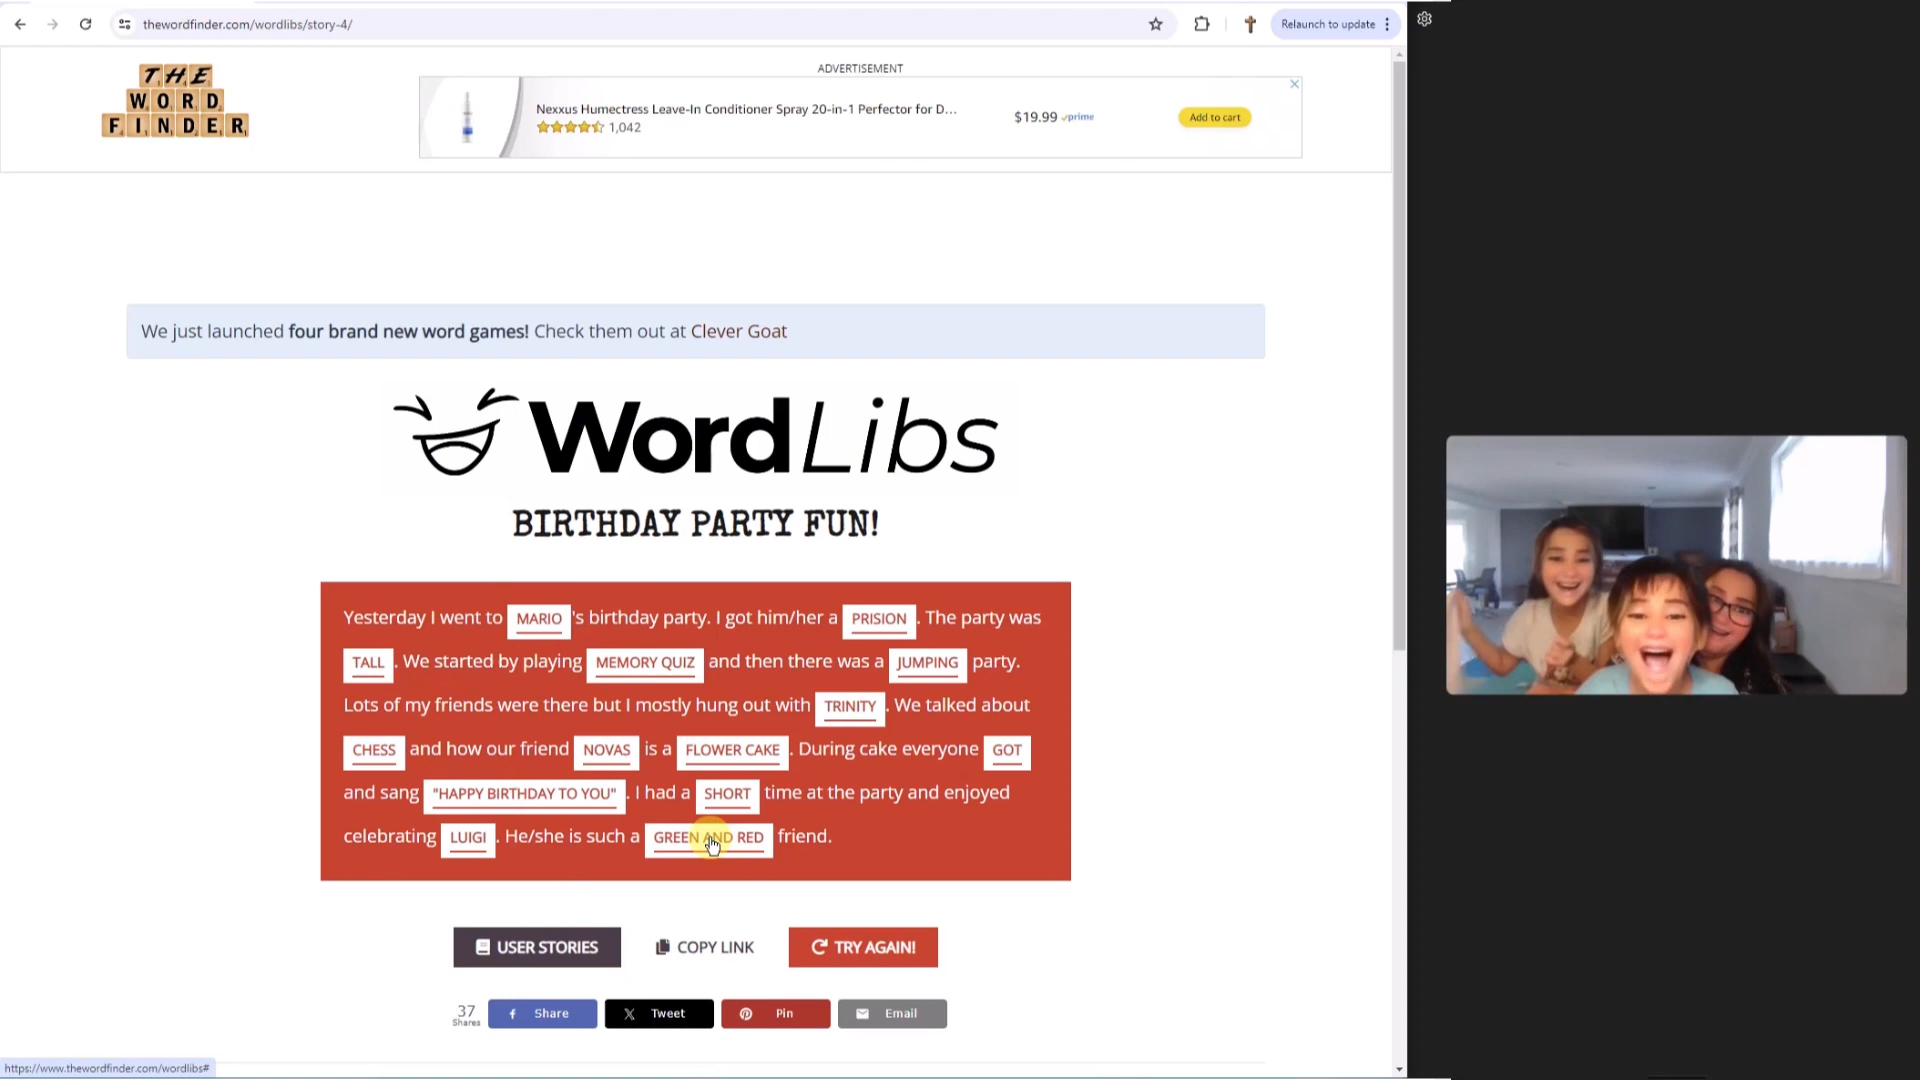 thewordfinder.com/wordlibs/story-4/
Relaunch to update
THE
WORD
FINDER
ADVERTISEMENT
Nexxus Humectress Leave-In Conditioner Spray 20-in-1 Perfector for D...
1,042
$19.99 prime
Add to cart
We just launched four brand new word games! Check them out at Clever Goat
WordLibs
BIRTHDAY PARTY FUN!
Yesterday I went to MARIO 's birthday party. I got him/her a PRISION . The party was
TALL . We started by playing MEMORY QUIZ and then there was a JUMPING party.
Lots of my friends were there but I mostly hung out with TRINITY . We talked about
CHESS and how our friend NOVAS is a FLOWER CAKE . During cake everyone GOT
and sang "HAPPY BIRTHDAY TO YOU" . I had a SHORT time at the party and enjoyed
celebrating LUIGI . He/she is such a GREEN AND RED friend.
USER STORIES COPY LINK TRY AGAIN!
37
Shares
Share Tweet Pin Email
https://www.thewordfinder.com/wordlibs#